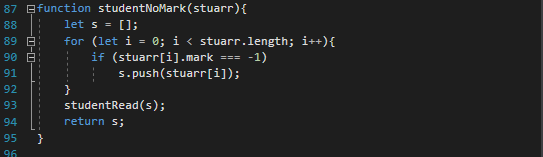 87 function studentNoMark(stuarr){
88 let s = [];
89 for (let i = 0; i < stuarr.length; i++){
90 if (stuarr[i].mark === -1)
91 s.push(stuarr[i]);
92 }
93 studentRead(s);
94 return s;
95 }
96